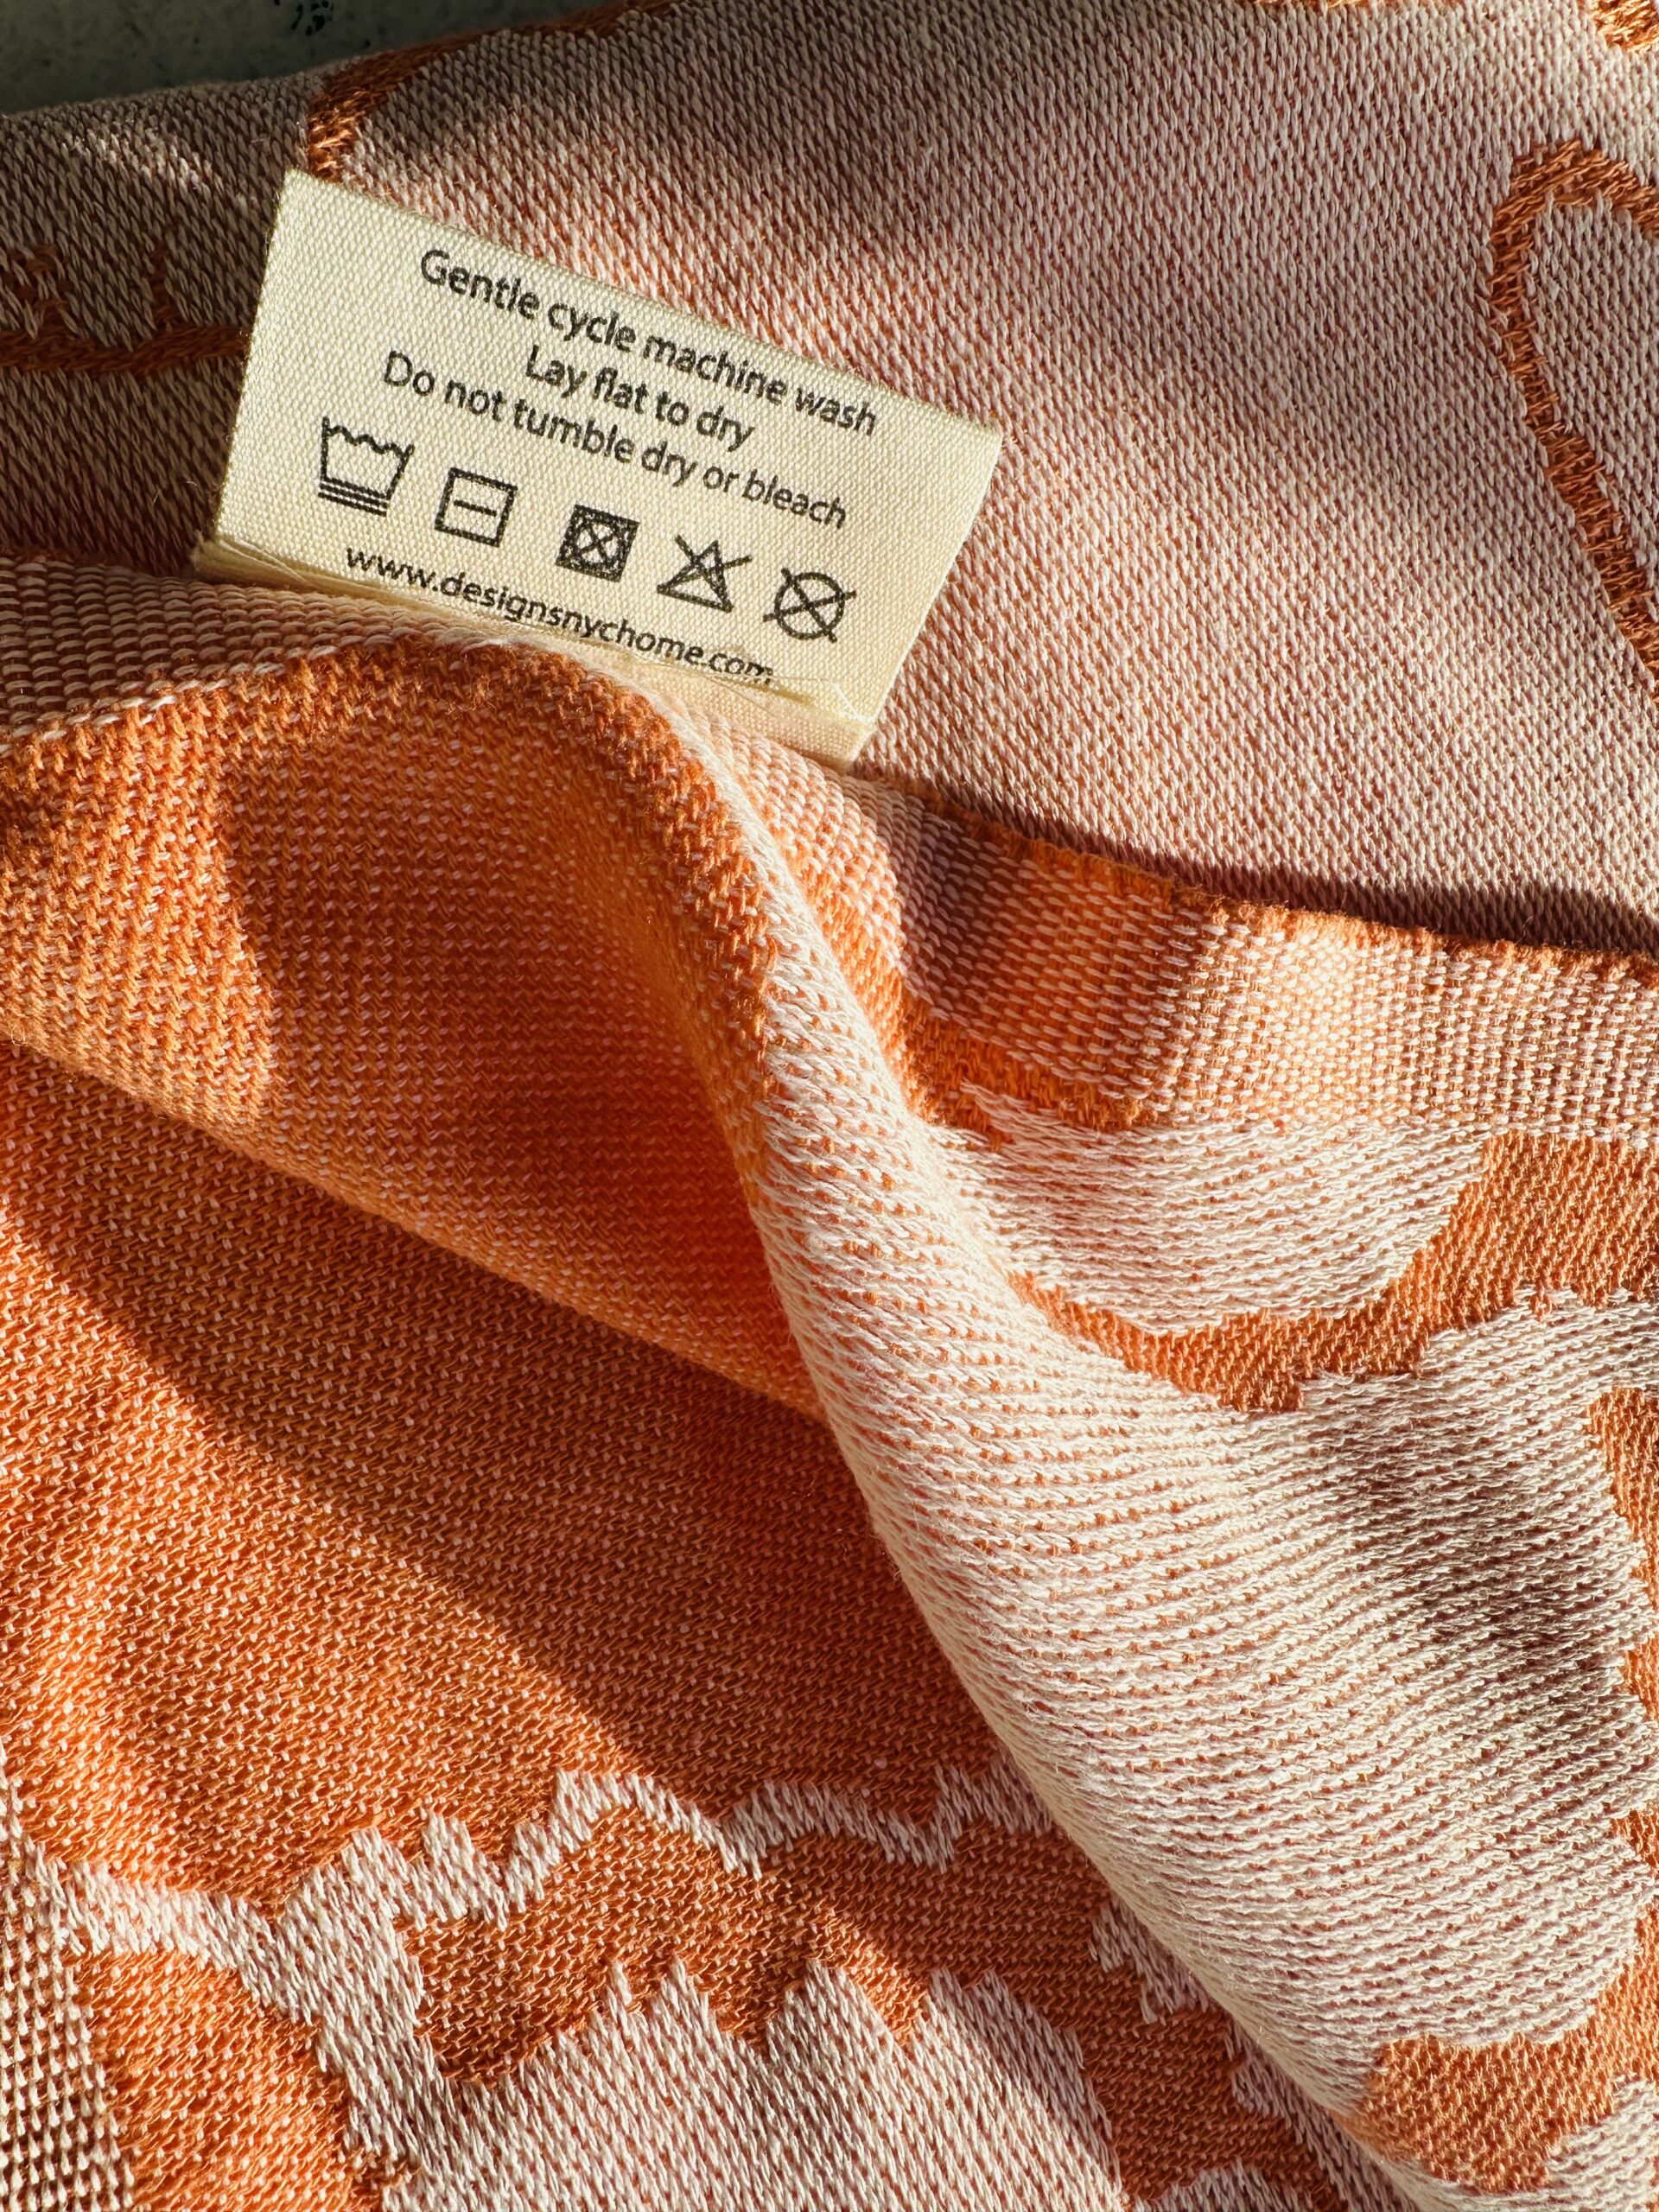 Gentle cycle machine wash
Lay flat to dry
Do not tumble dry or bleach
www.designsnychome.com